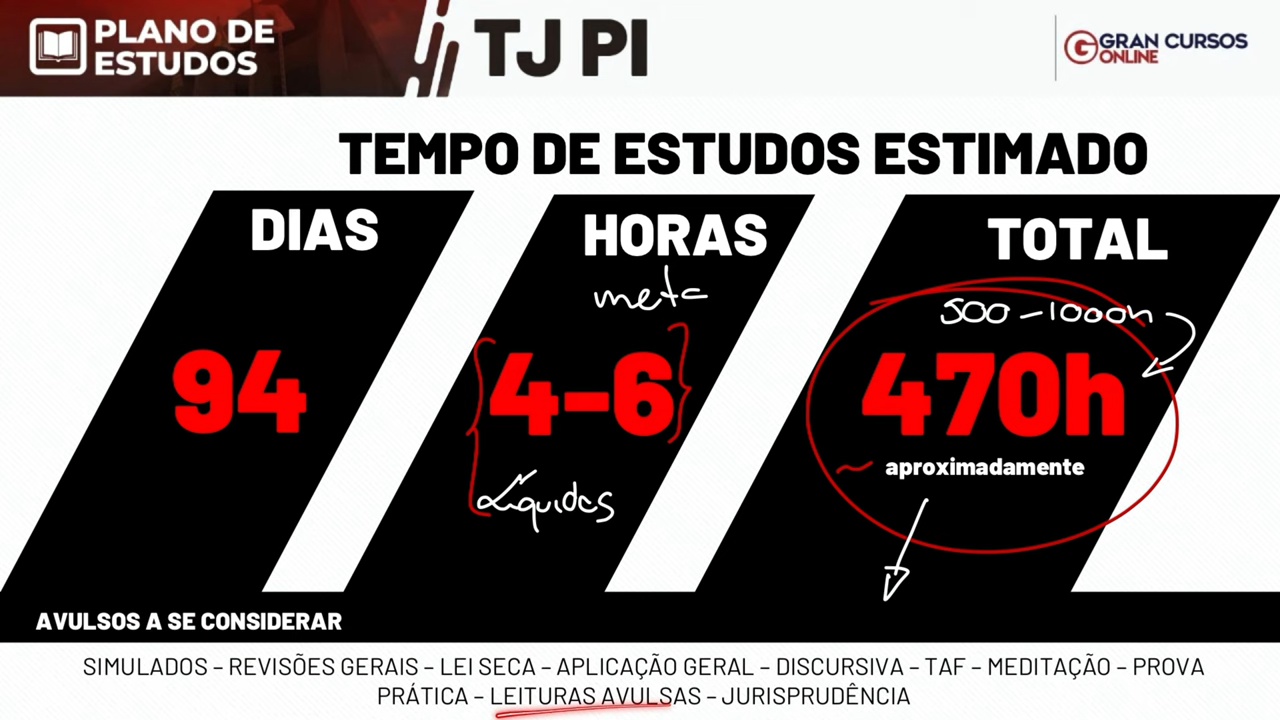 PLANO DE
ESTUDOS
TJ PI
GRAN CURSOS
ONLINE
TEMPO DE ESTUDOS ESTIMADO
DIAS
HORAS
TOTAL
meta
500-1000h
94
4-6
470h
~ aproximadamente
Líquidas
AVULSOS A SE CONSIDERAR
SIMULADOS – REVISÕES GERAIS – LEI SECA – APLICAÇÃO GERAL – DISCURSIVA – TAF – MEDITAÇÃO – PROVA
PRÁTICA – LEITURAS AVULSAS – JURISPRUDÊNCIA